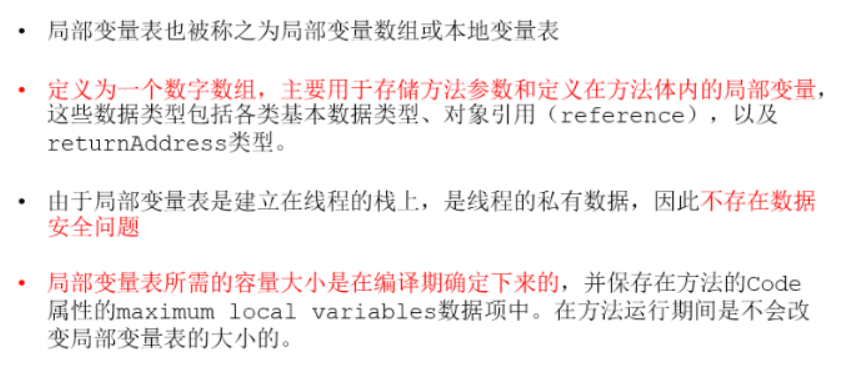 • 局部变量表也被称之为局部变量数组或本地变量表
• 定义为一个数字数组，主要用于存储方法参数和定义在方法体内的局部变量，
这些数据类型包括各类基本数据类型、对象引用（reference），以及
returnAddress类型。
• 由于局部变量表是建立在线程的栈上，是线程的私有数据，因此不存在数据
安全问题
• 局部变量表所需的容量大小是在编译期确定下来的，并保存在方法的Code
属性的maximum local variables数据项中。在方法运行期间是不会改
变局部变量表的大小的。